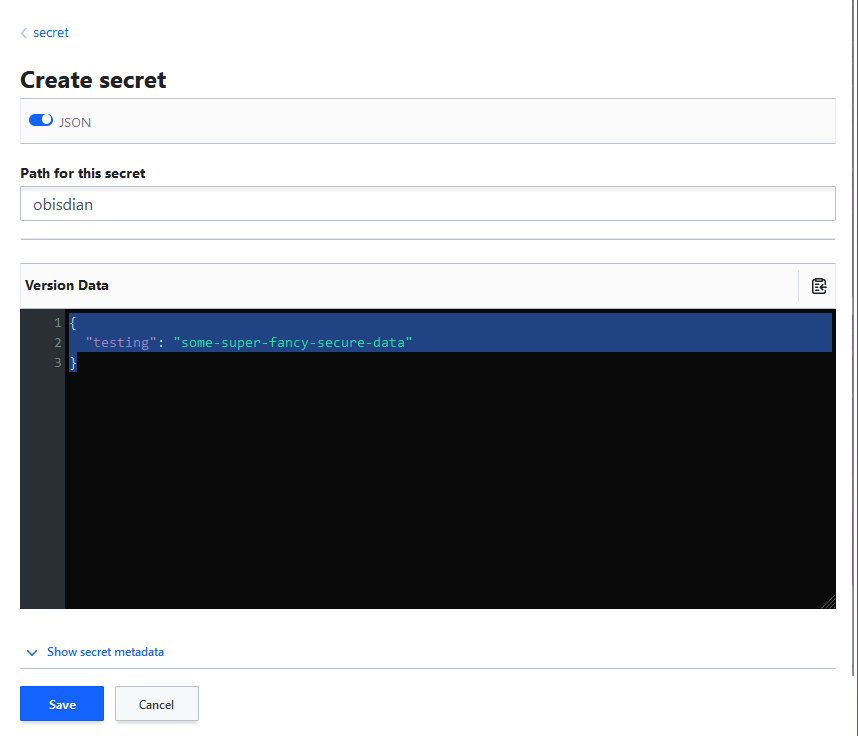 secret
Create secret
JSON
Path for this secret
obisdian
Version Data
1 {
2 "testing": "some-super-fancy-secure-data"
3 }
Show secret metadata
Save Cancel